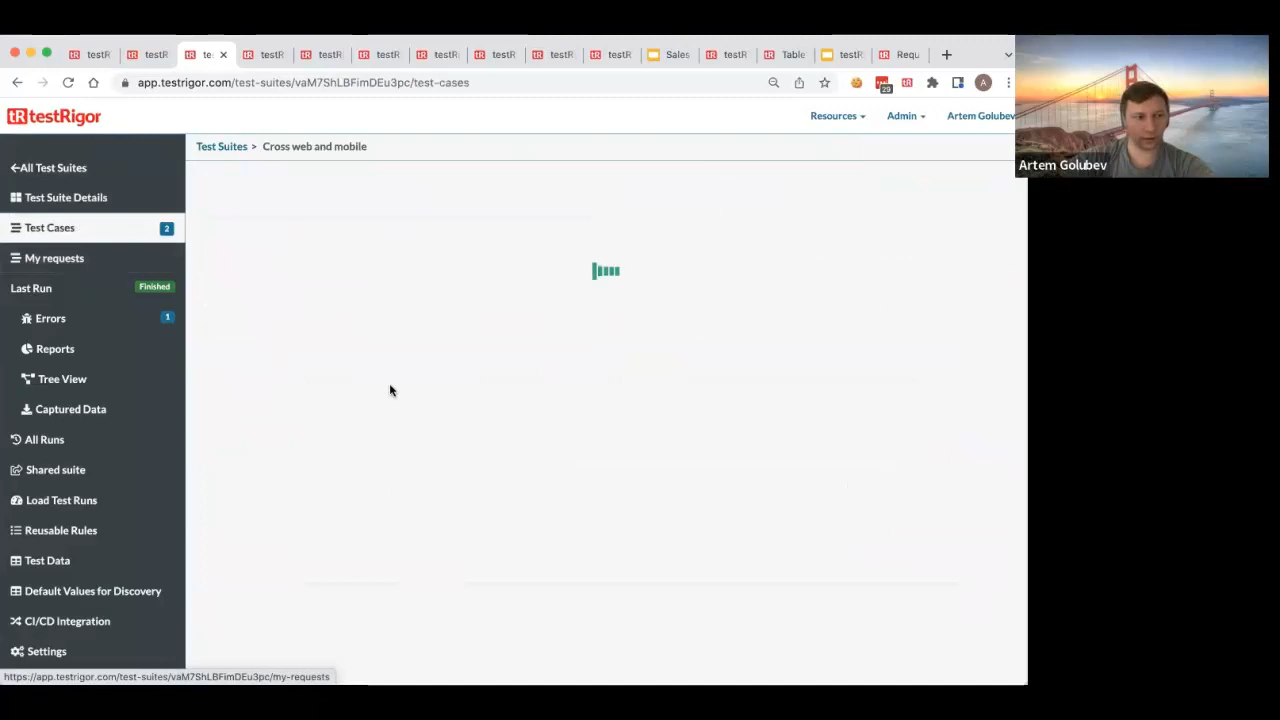 testR
testR
te:
testR
testR
testR
testR
testR
testR
testR
Sales
testR
Table
testR
Requ
app.testrigor.com/test-suites/vaM7ShLBFimDEu3pc/test-cases
29
A
tR testRigor
Resources
Admin
Artem Golubev
Artem Golubev
Test Suites > Cross web and mobile
All Test Suites
Test Suite Details
Test Cases 2
My requests
Last Run Finished
Errors 1
Reports
Tree View
Captured Data
All Runs
Shared suite
Load Test Runs
Reusable Rules
Test Data
Default Values for Discovery
CI/CD Integration
Settings
https://app.testrigor.com/test-suites/vaM7ShLBFimDEu3pc/my-requests